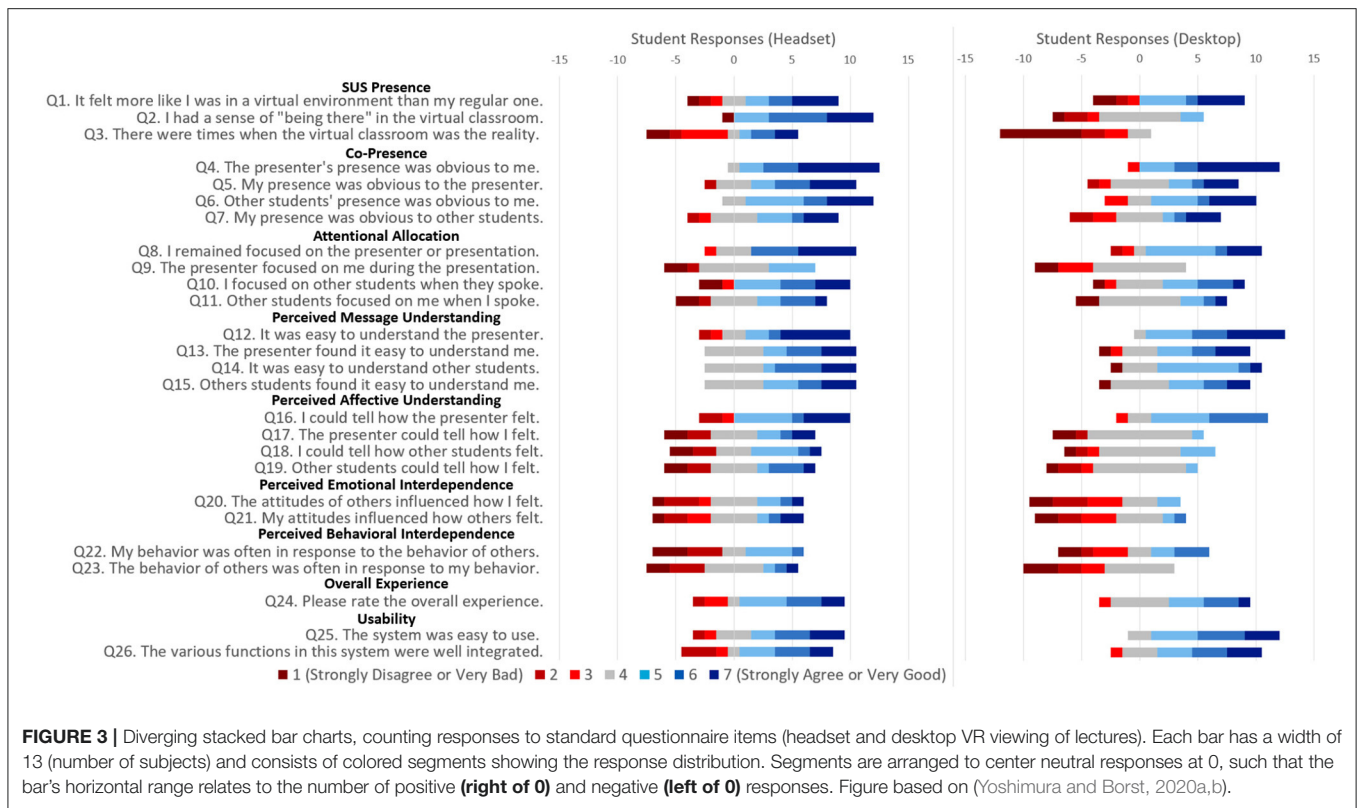 Student Responses (Headset)
Student Responses (Desktop)
-15 -10 -5 0 5 10 15
-15 -10 -5 0 5 10 15
SUS Presence
Q1. It felt more like I was in a virtual environment than my regular one.
Q2. I had a sense of "being there" in the virtual classroom.
Q3. There were times when the virtual classroom was the reality.
Co-Presence
Q4. The presenter's presence was obvious to me.
Q5. My presence was obvious to the presenter.
Q6. Other students' presence was obvious to me.
Q7. My presence was obvious to other students.
Attentional Allocation
Q8. I remained focused on the presenter or presentation.
Q9. The presenter focused on me during the presentation.
Q10. I focused on other students when they spoke.
Q11. Other students focused on me when I spoke.
Perceived Message Understanding
Q12. It was easy to understand the presenter.
Q13. The presenter found it easy to understand me.
Q14. It was easy to understand other students.
Q15. Others students found it easy to understand me.
Perceived Affective Understanding
Q16. I could tell how the presenter felt.
Q17. The presenter could tell how I felt.
Q18. I could tell how other students felt.
Q19. Other students could tell how I felt.
Perceived Emotional Interdependence
Q20. The attitudes of others influenced how I felt.
Q21. My attitudes influenced how others felt.
Perceived Behavioral Interdependence
Q22. My behavior was often in response to the behavior of others.
Q23. The behavior of others was often in response to my behavior.
Overall Experience
Q24. Please rate the overall experience.
Usability
Q25. The system was easy to use.
Q26. The various functions in this system were well integrated.
1 (Strongly Disagree or Very Bad) 2 3 4 5 6 7 (Strongly Agree or Very Good)
FIGURE 3 | Diverging stacked bar charts, counting responses to standard questionnaire items (headset and desktop VR viewing of lectures). Each bar has a width of
13 (number of subjects) and consists of colored segments showing the response distribution. Segments are arranged to center neutral responses at 0, such that the
bar's horizontal range relates to the number of positive (right of 0) and negative (left of 0) responses. Figure based on (Yoshimura and Borst, 2020a,b).